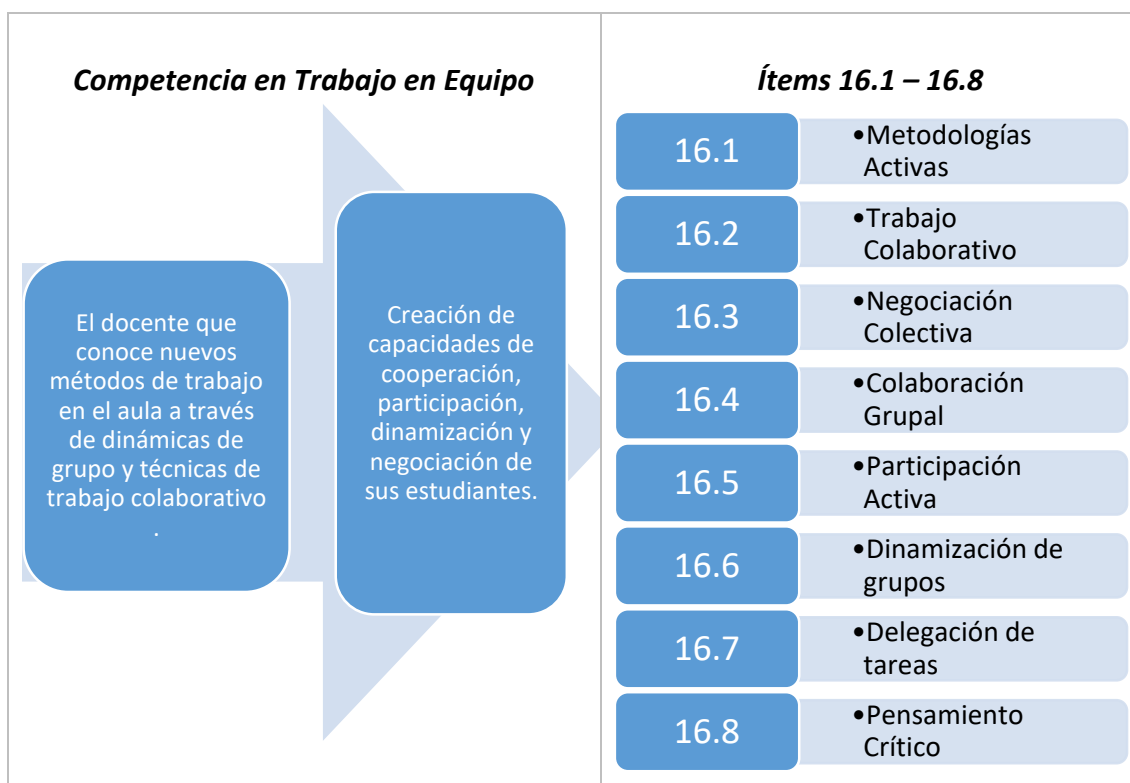 Competencia en Trabajo en Equipo
El docente que
conoce nuevos
métodos de trabajo
en el aula a través
de dinámicas de
grupo y técnicas de
trabajo colaborativo
.
Creación de
capacidades de
cooperación,
participación,
dinamización y
negociación de
sus estudiantes.
Ítems 16.1 – 16.8
16.1
•Metodologías
Activas
16.2
•Trabajo
Colaborativo
16.3
•Negociación
Colectiva
16.4
•Colaboración
Grupal
16.5
•Participación
Activa
16.6
•Dinamización de
grupos
16.7
•Delegación de
tareas
16.8
•Pensamiento
Crítico